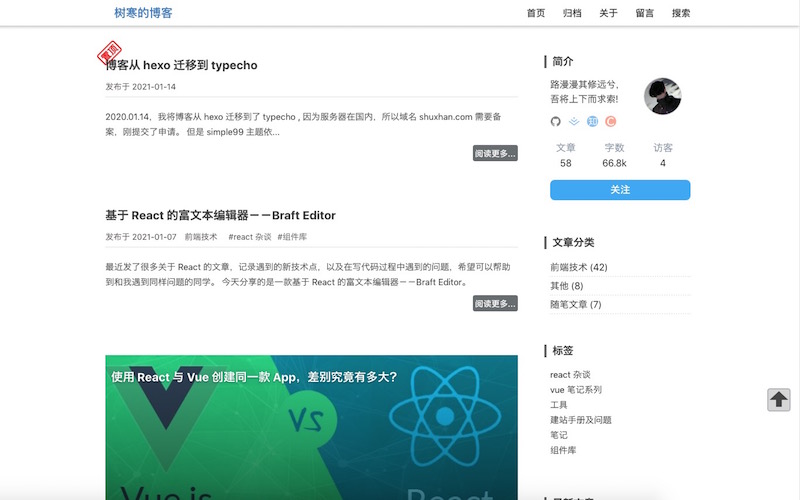 树寒的博客
首页 归档 关于 留言 搜索
置顶
博客从 hexo 迁移到 typecho
发布于 2021-01-14
2020.01.14，我将博客从 hexo 迁移到了 typecho , 因为服务器在国内，所以域名 shuxhan.com 需要备
案，刚提交了申请。 但是 simple99 主题依...
阅读更多...
基于 React 的富文本编辑器——Braft Editor
发布于 2021-01-07 前端技术 #react 杂谈 #组件库
最近发了很多关于 React 的文章，记录遇到的新技术点，以及在写代码过程中遇到的问题，希望可以帮助
到和我遇到同样问题的同学。 今天分享的是一款基于 React 的富文本编辑器——Braft Editor。
阅读更多...
使用 React 与 Vue 创建同一款 App，差别究竟有多大？
VS
Vue.js
React
简介
路漫漫其修远兮，
吾将上下而求索!
文章 字数 访客
58 66.8k 4
关注
文章分类
前端技术 (42)
其他 (8)
随笔文章 (7)
标签
react 杂谈
vue 笔记系列
工具
建站手册及问题
笔记
组件库